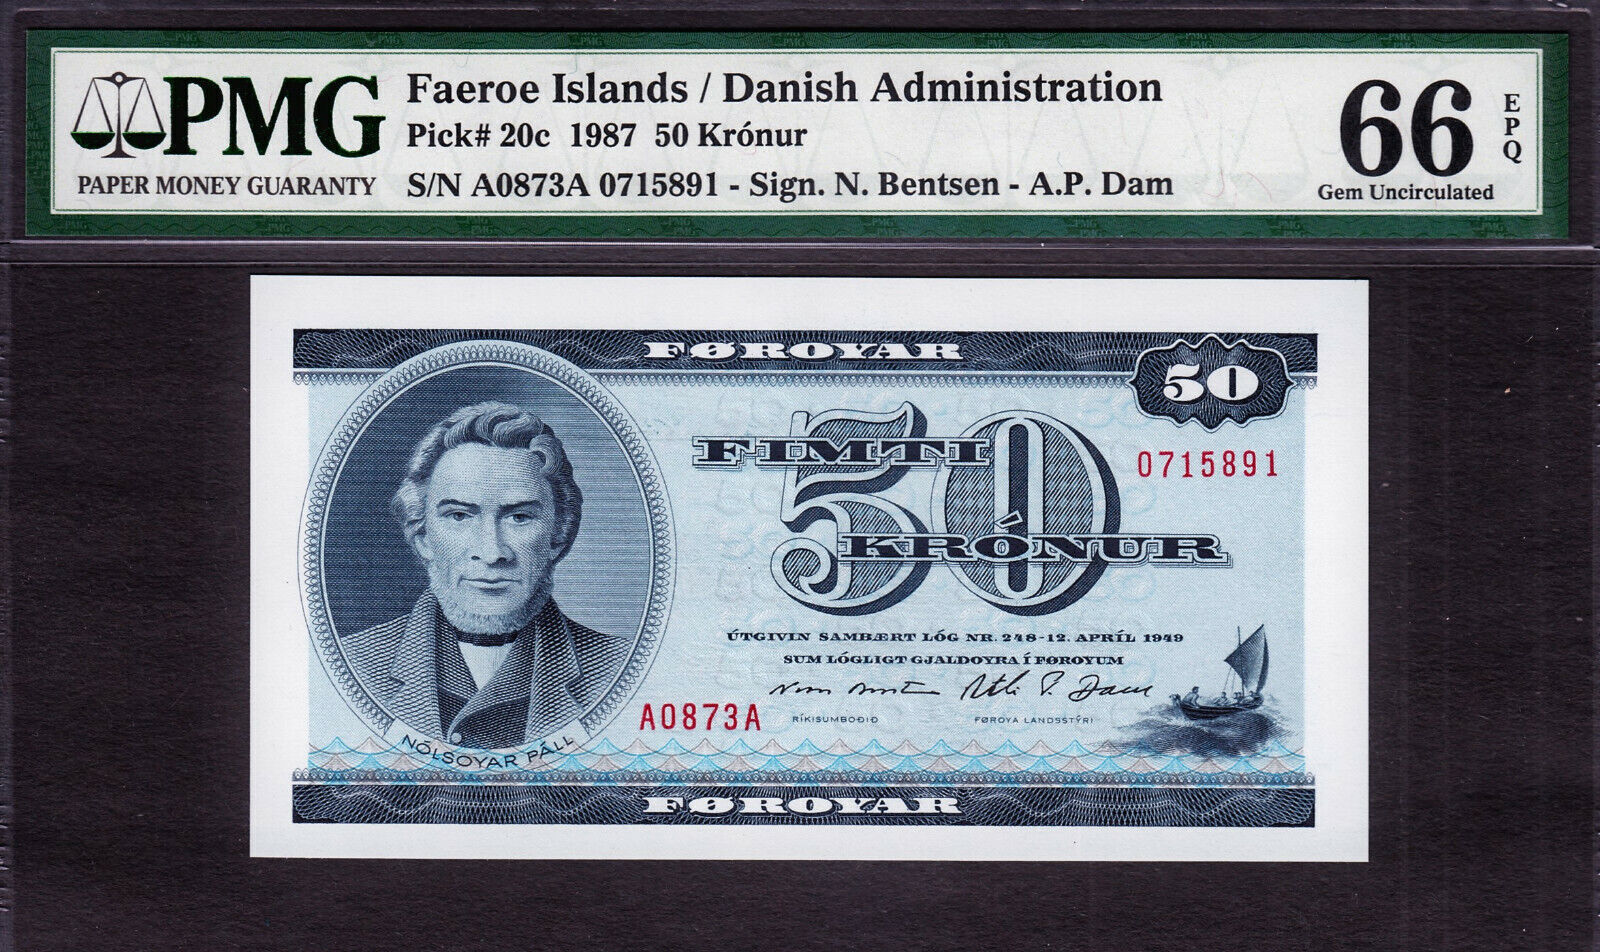 PMG
PAPER MONEY GUARANTY
Faeroe Islands / Danish Administration
Pick# 20c 1987 50 Krónur
S/N A0873A 0715891 - Sign. N. Bentsen - A.P. Dam
66
EPQ
Gem Uncirculated
FØROYAR
50
FIMTI
50
0715891
KRÓNUR
ÚTGIVIN SAMBÆRT LÓG NR. 248-12. APRÍL 1949
SUM LÓGLIGT GJALDOYRA Í FØROYUM
A0873A
RÍKISUMBOÐIÐ
FØROYA LANDSSTÝRI
NÓLSOYAR PÁLL
FØROYAR